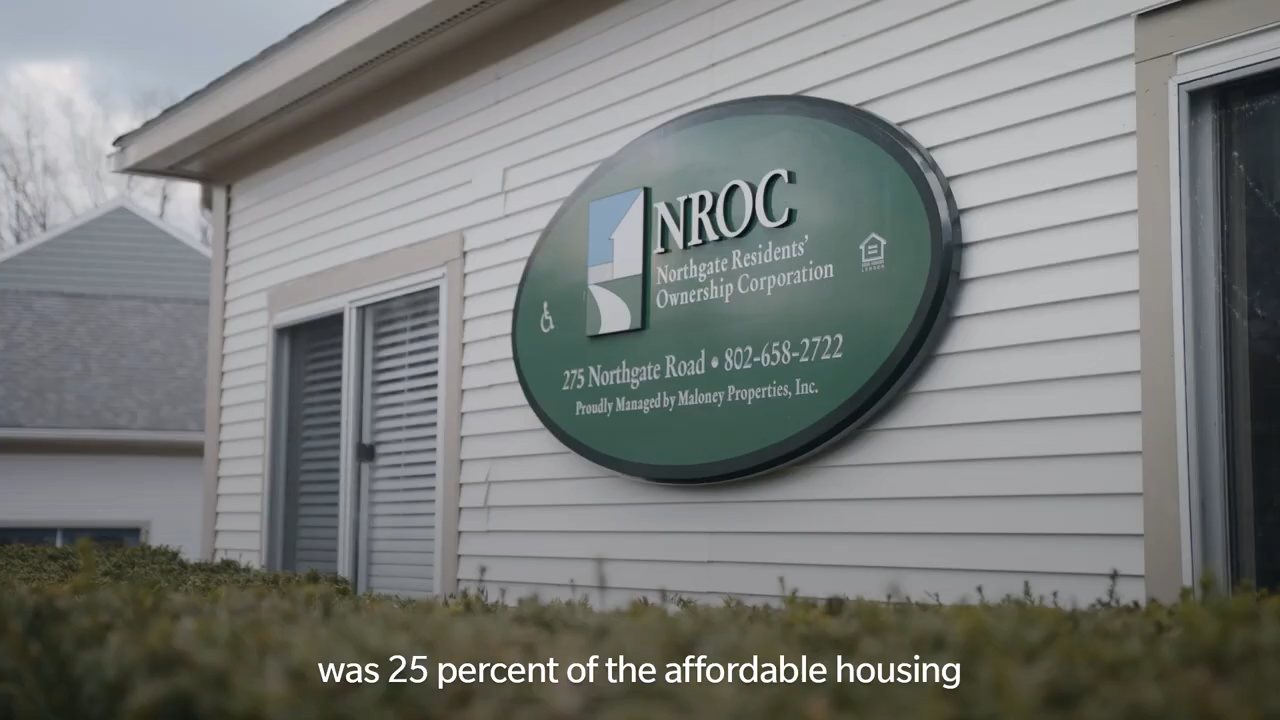 NROC
Northgate Residents'
Ownership Corporation
275 Northgate Road • 802-658-2722
Proudly Managed by Maloney Properties, Inc.
was 25 percent of the affordable housing